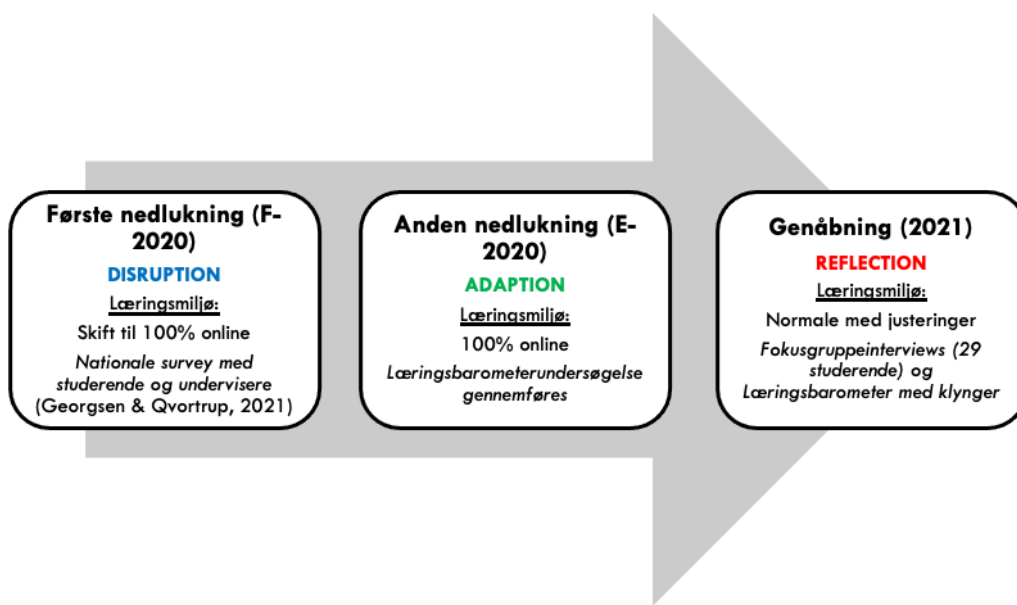 Første nedlukning (F-
2020)
DISRUPTION
Læringsmiljø:
Skift til 100% online
Nationale survey med
studerende og undervisere
(Georgsen & Qvortrup, 2021)
Anden nedlukning (E-
2020)
ADAPTION
Læringsmiljø:
100% online
Læringsbarometerundersøgelse
gennemføres
Genåbning (2021)
REFLECTION
Læringsmiljø:
Normale med justeringer
Fokusgruppeinterviews (29
studerende) og
Læringsbarometer med klynger